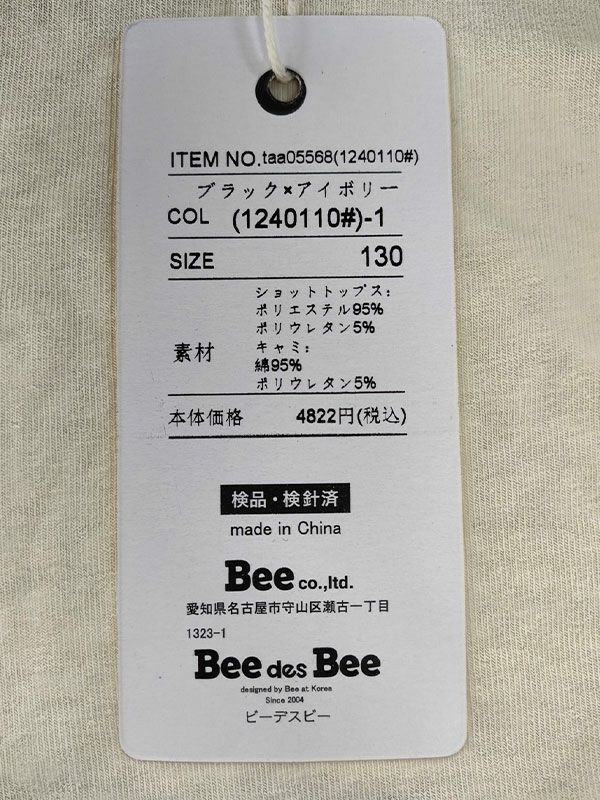 ITEM NO.taa05568(1240110#)
ブラック×アイボリー
COL (1240110#)-1
SIZE 130
ショットトップス:
ポリエステル95%
ポリウレタン5%
素材 キャミ:
綿95%
ポリウレタン5%
本体価格 4822円(税込)
検品・検針済
made in China
Bee co.,ltd.
愛知県名古屋市守山区瀬古一丁目
1323-1
Bee des Bee
designed by Bee at Korea
Since 2004
ビーデスビー